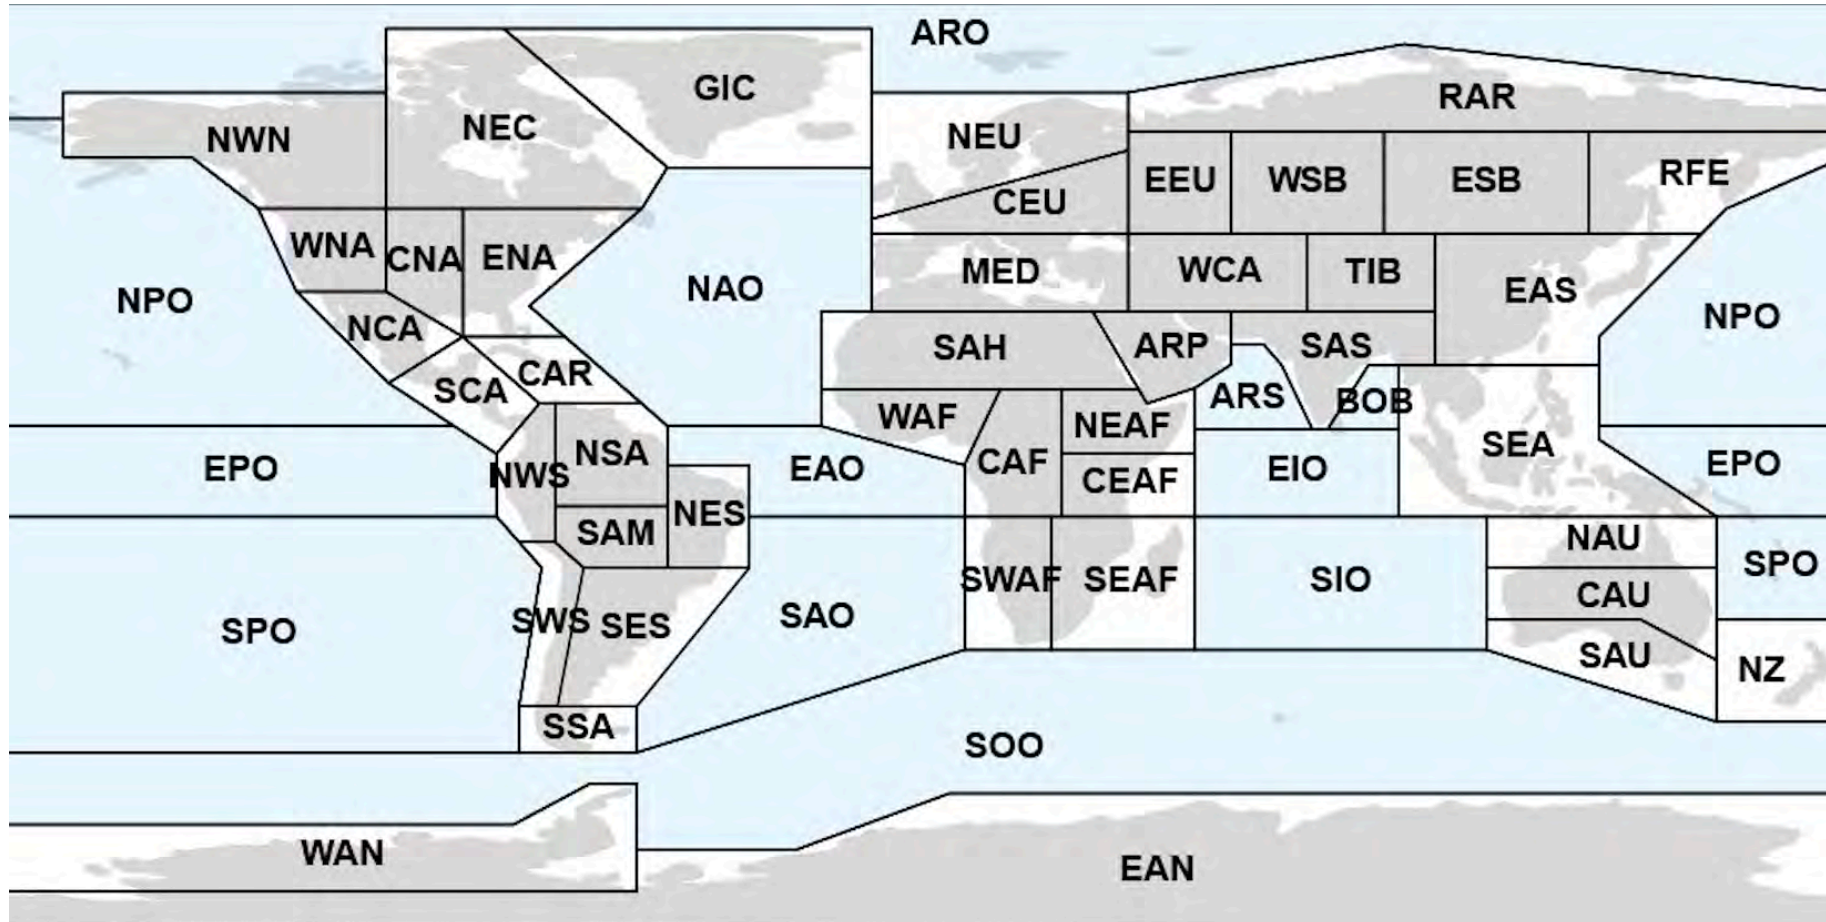 ARO
GIC
RAR
NEC
NWN
NEU
RFE
EEU
WSB
ESB
CEU
WNA
CNA
ENA
MED
WCA
TIB
NAO
EAS
NPO
NPO
NCA
SAH
ARP
SAS
CAR
SCA
ARS
BOB
WAF
NEAF
SEA
NSA
CAF
EPO
EPO
NWS
EAO
EIO
CEAF
NES
SAM
NAU
SPO
SWAF
SEAF
SIO
CAU
SAO
SWS
SES
SPO
SAU
NZ
SSA
SOO
WAN
EAN